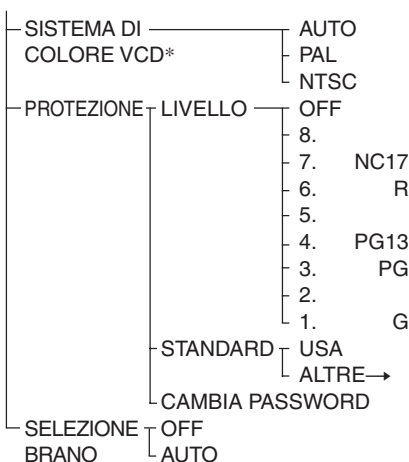 SISTEMA DI AUTO
COLORE VCD* PAL
NTSC
PROTEZIONE LIVELLO OFF
8.
7. NC17
6. R
5.
4. PG13
3. PG
2.
1. G
STANDARD USA
ALTRE→
CAMBIA PASSWORD
SELEZIONE OFF
BRANO AUTO